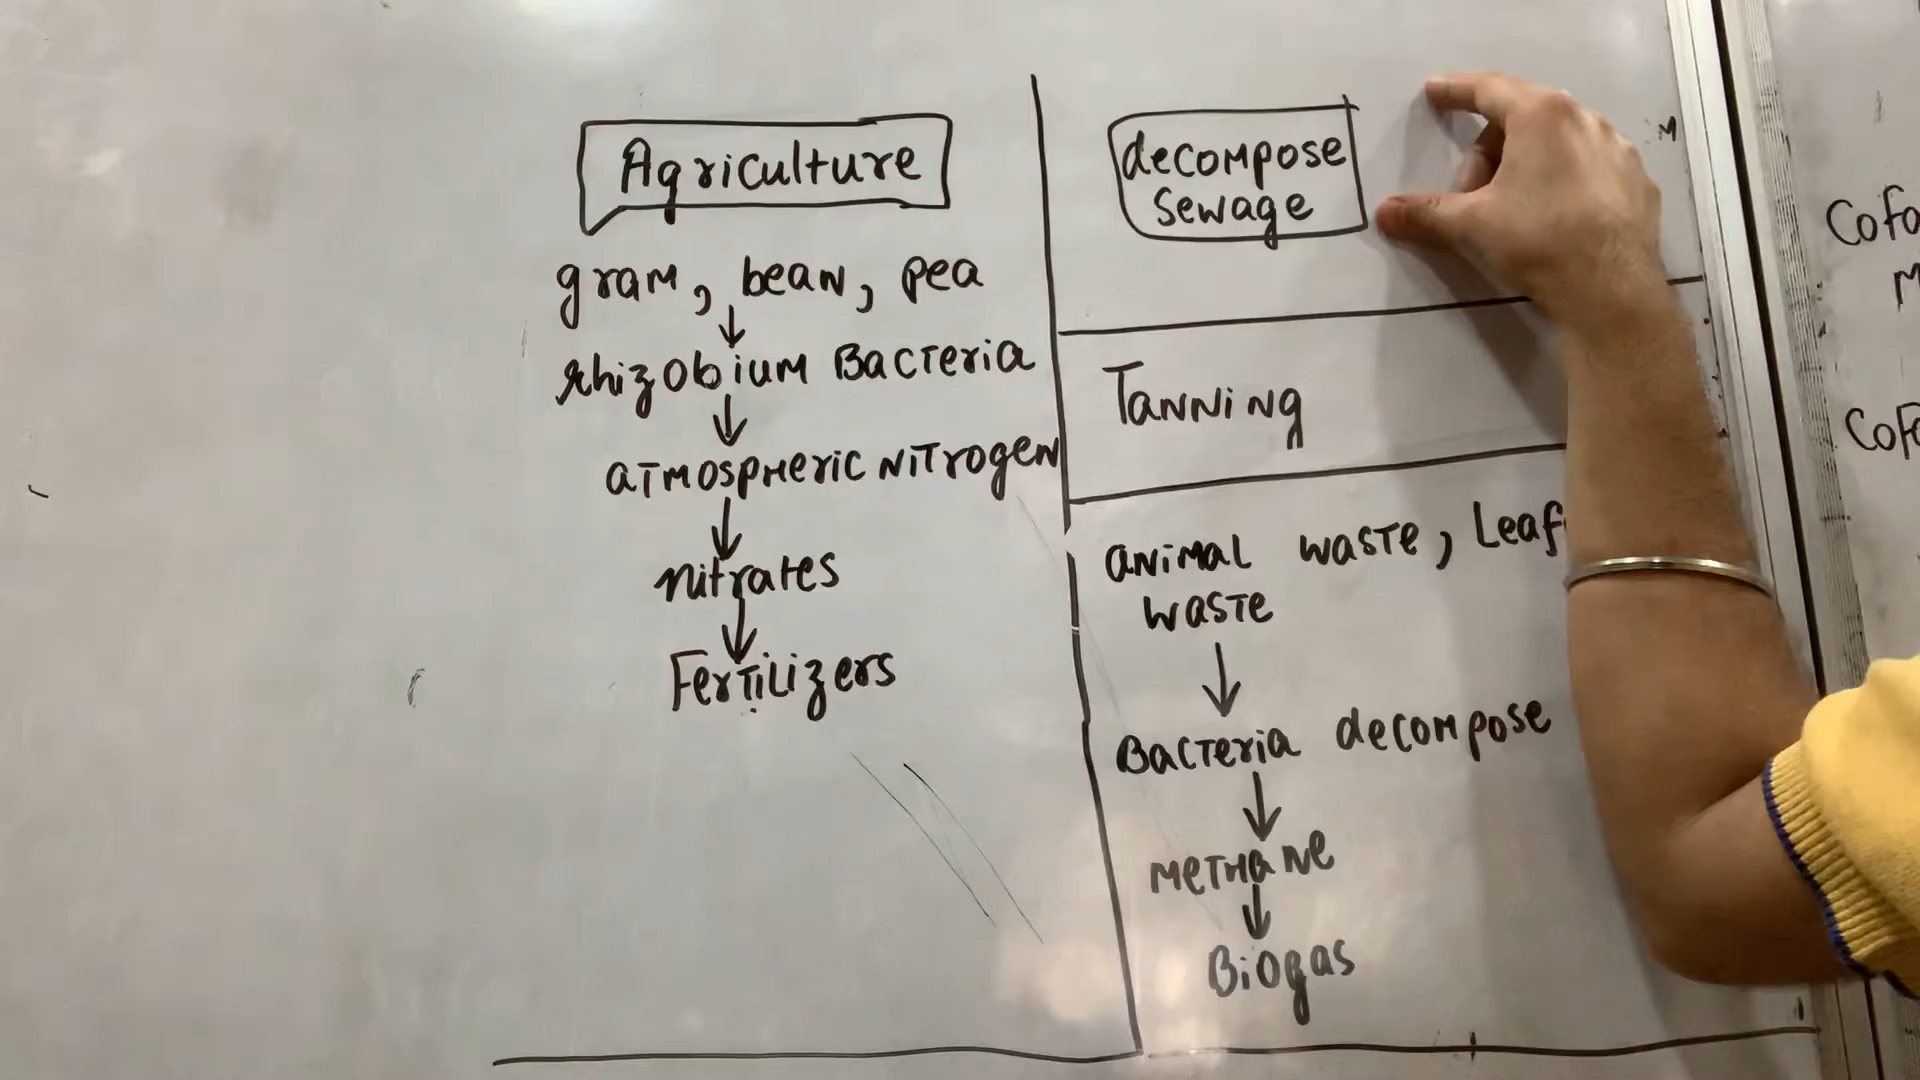 Agriculture
gram, bean, pea
rhizobium Bacteria
atmospheric nitrogen
nitrates
Fertilizers
decompose
sewage
Tanning
animal waste, Leaf
waste
Bacteria decompose
Methane
Biogas
M